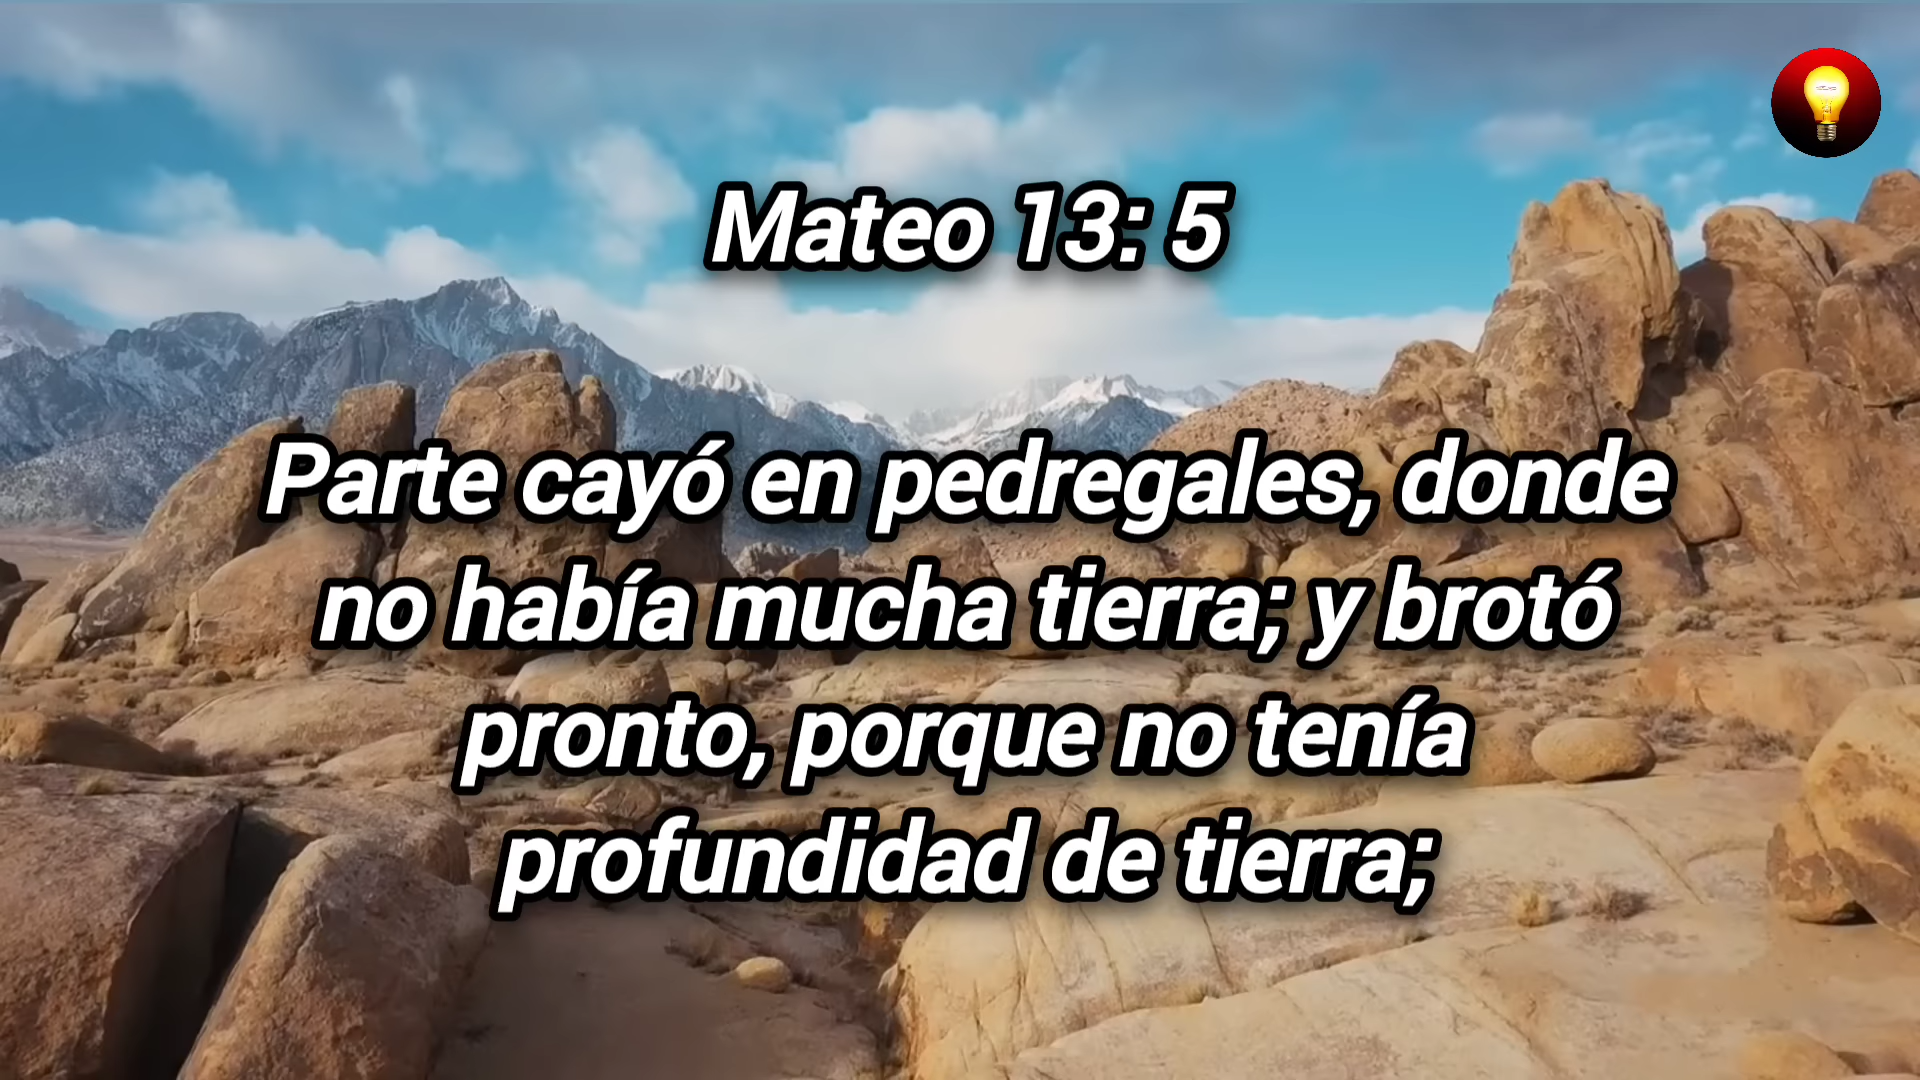 Mateo 13: 5
Parte cayó en pedregales, donde
no había mucha tierra; y brotó
pronto, porque no tenía
profundidad de tierra;